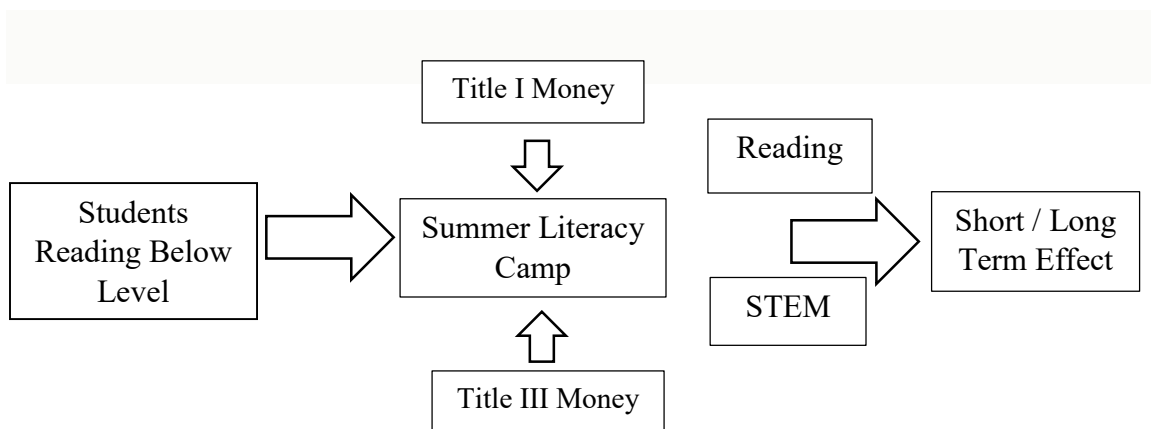 Title I Money
Students
Reading Below
Level
Summer Literacy
Camp
Title III Money
Reading
STEM
Short / Long
Term Effect